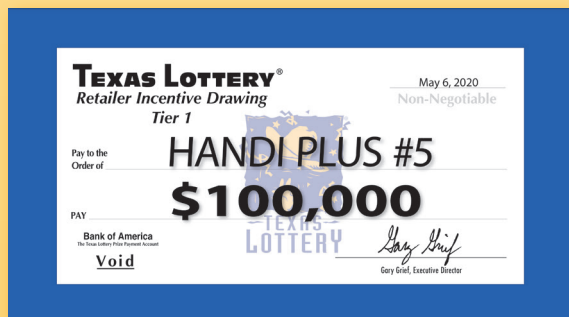 TEXAS LOTTERY®
Retailer Incentive Drawing
Tier 1
May 6, 2020
Non-Negotiable
Pay to the
Order of
HANDI PLUS #5
PAY
$100,000
TEXAS
LOTTERY
Bank of America
The Texas Lottery Prize Payment Account
Void
Gary Grief
Gary Grief, Executive Director